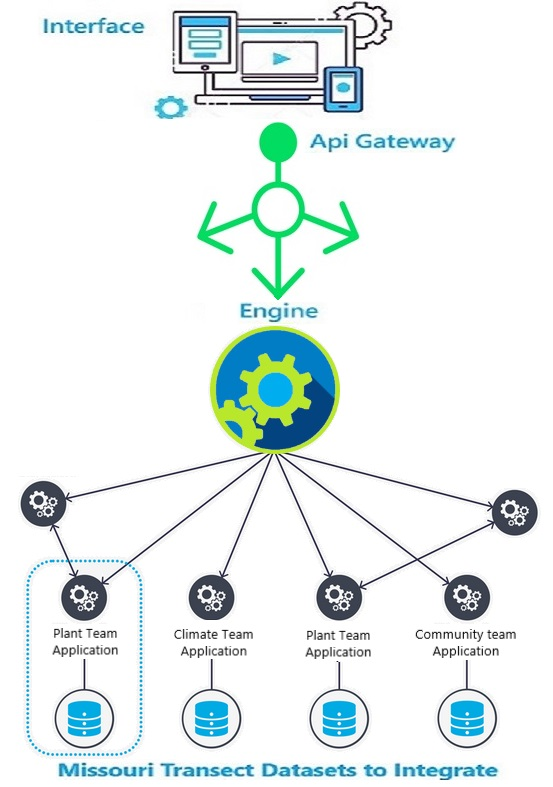 Interface
Api Gateway
Engine
Plant Team
Application
Climate Team
Application
Plant Team
Application
Community team
Application
Missouri Transect Datasets to Integrate